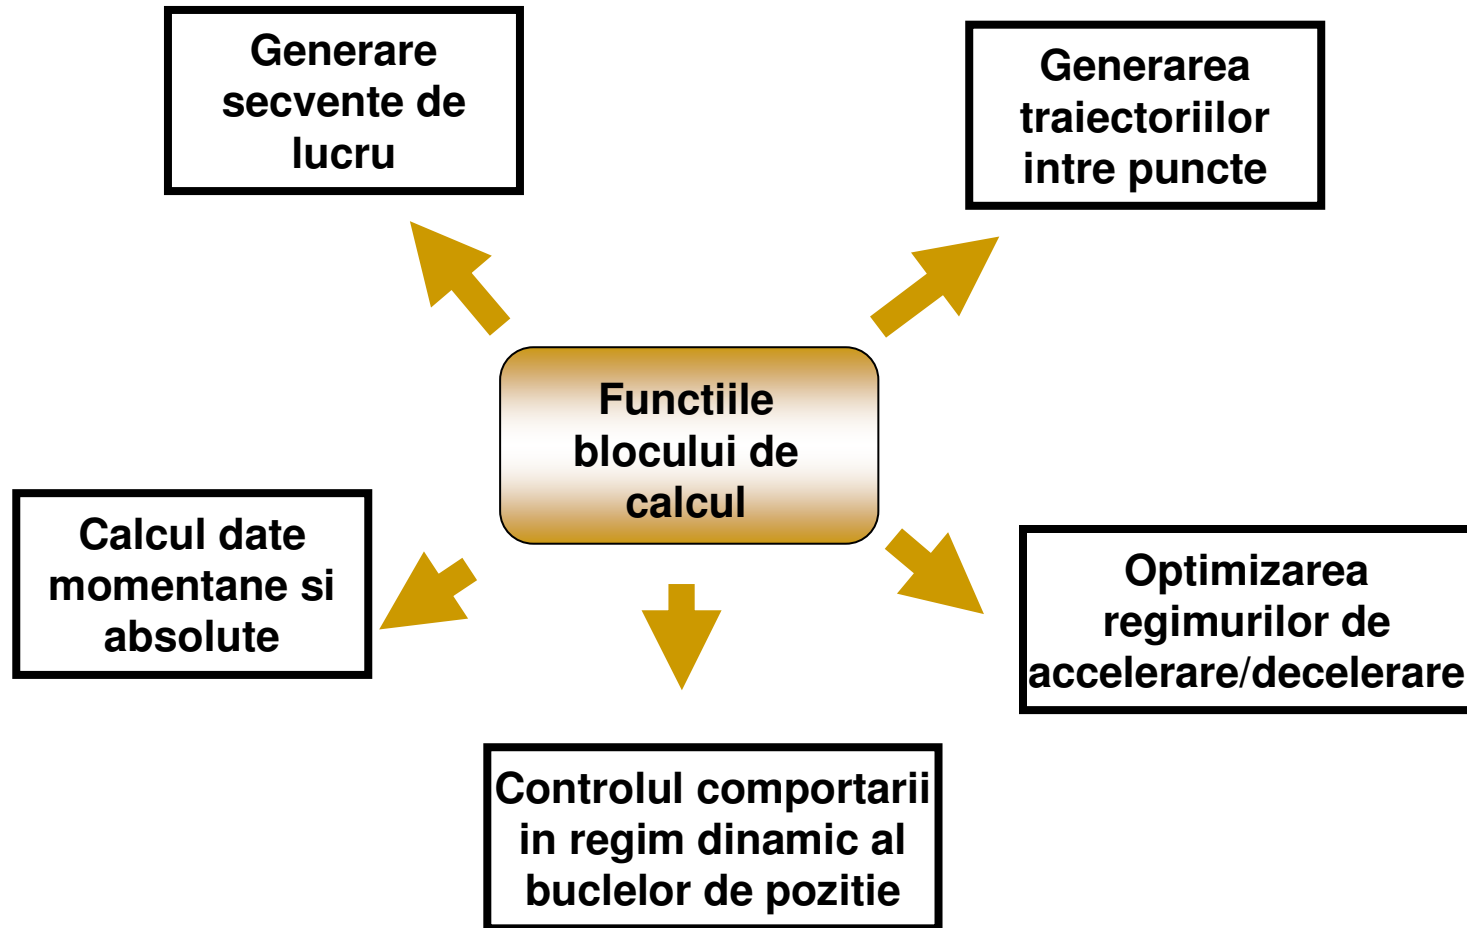 Generare
secvente de
lucru
Generarea
traiectoriilor
intre puncte
Functiile
blocului de
calcul
Calcul date
momentane si
absolute
Optimizarea
regimurilor de
accelerare/decelerare
Controlul comportarii
in regim dinamic al
buclelor de pozitie